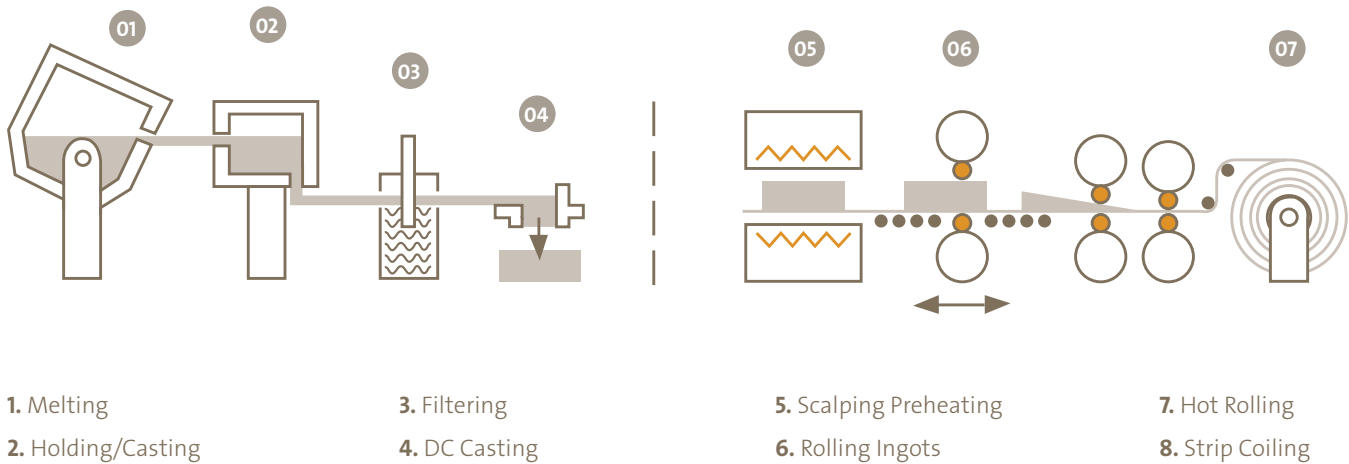 01
02
03
04
05
06
07
1. Melting
2. Holding/Casting
3. Filtering
4. DC Casting
5. Scalping Preheating
6. Rolling Ingots
7. Hot Rolling
8. Strip Coiling